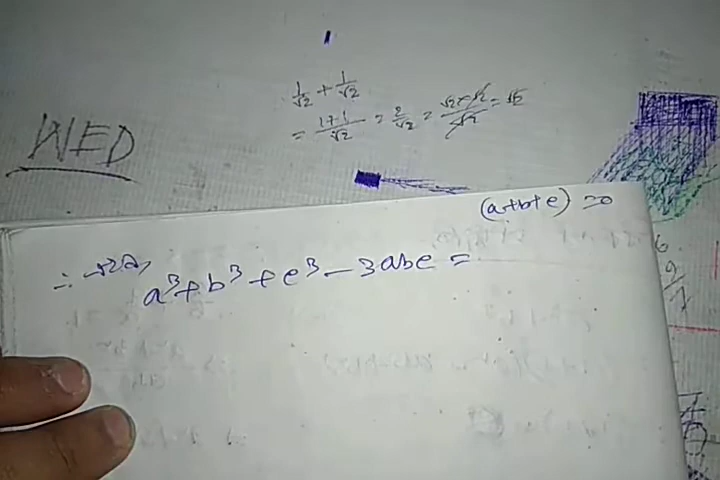 1/√2 + 1/√2
= 1+1/√2 = 2/√2 = √2×√2/√2 = √2
WED
(a+b+c) = 0
a³+b³+c³-3abc =